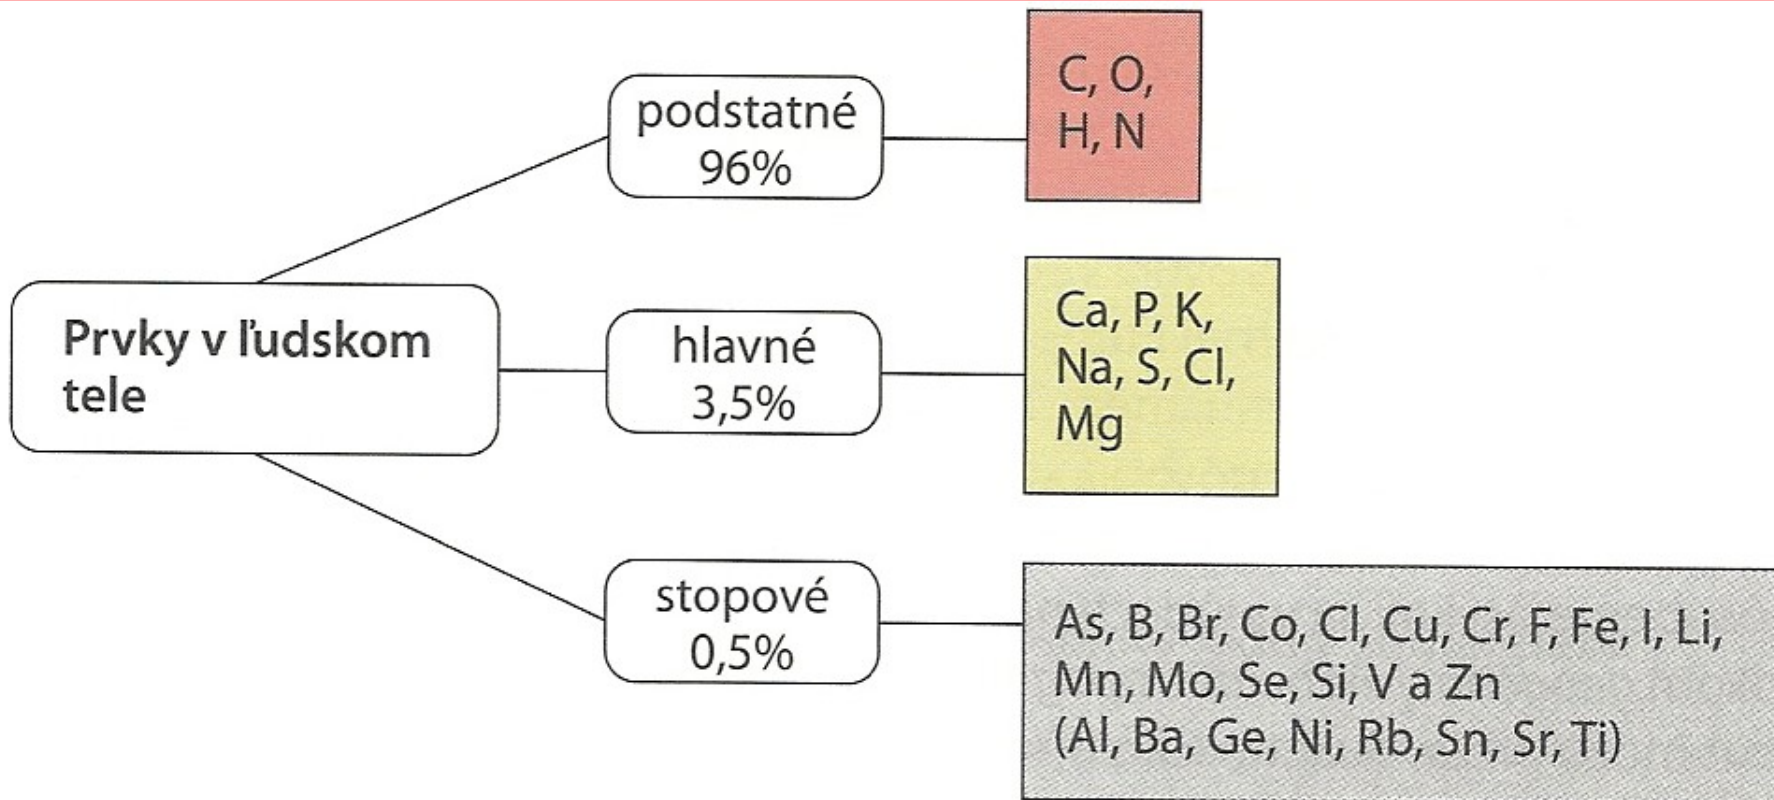 podstatné
96%
C, O,
H, N
Prvky v ľudskom
tele
hlavné
3,5%
Ca, P, K,
Na, S, Cl,
Mg
stopové
0,5%
As, B, Br, Co, Cl, Cu, Cr, F, Fe, I, Li,
Mn, Mo, Se, Si, V a Zn
(Al, Ba, Ge, Ni, Rb, Sn, Sr, Ti)